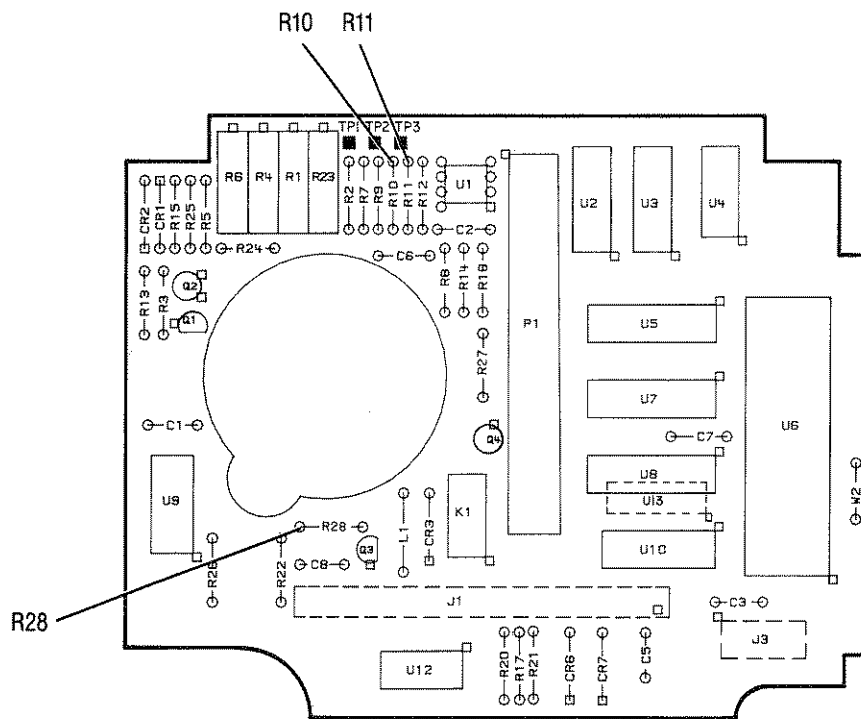 R10 R11
TP1 TP2 TP3
R6 R4 R1 R23
R2 R7 R9 R10 R11 R12
U1
U2 U3 U4
CR2 CR1 R15 R25 R5
R24
C2
C6
R8 R14 R18
R13 R3
Q2
Q1
P1
U5
R27
U7
C1
Q4
C7
U6
U9
U8
U13
W2
K1
L1 CR3
R28
Q3
U10
R26 R22
C8
J1
C3
R28
J3
U12
R20 R17 R21 CR6 CR7 C5